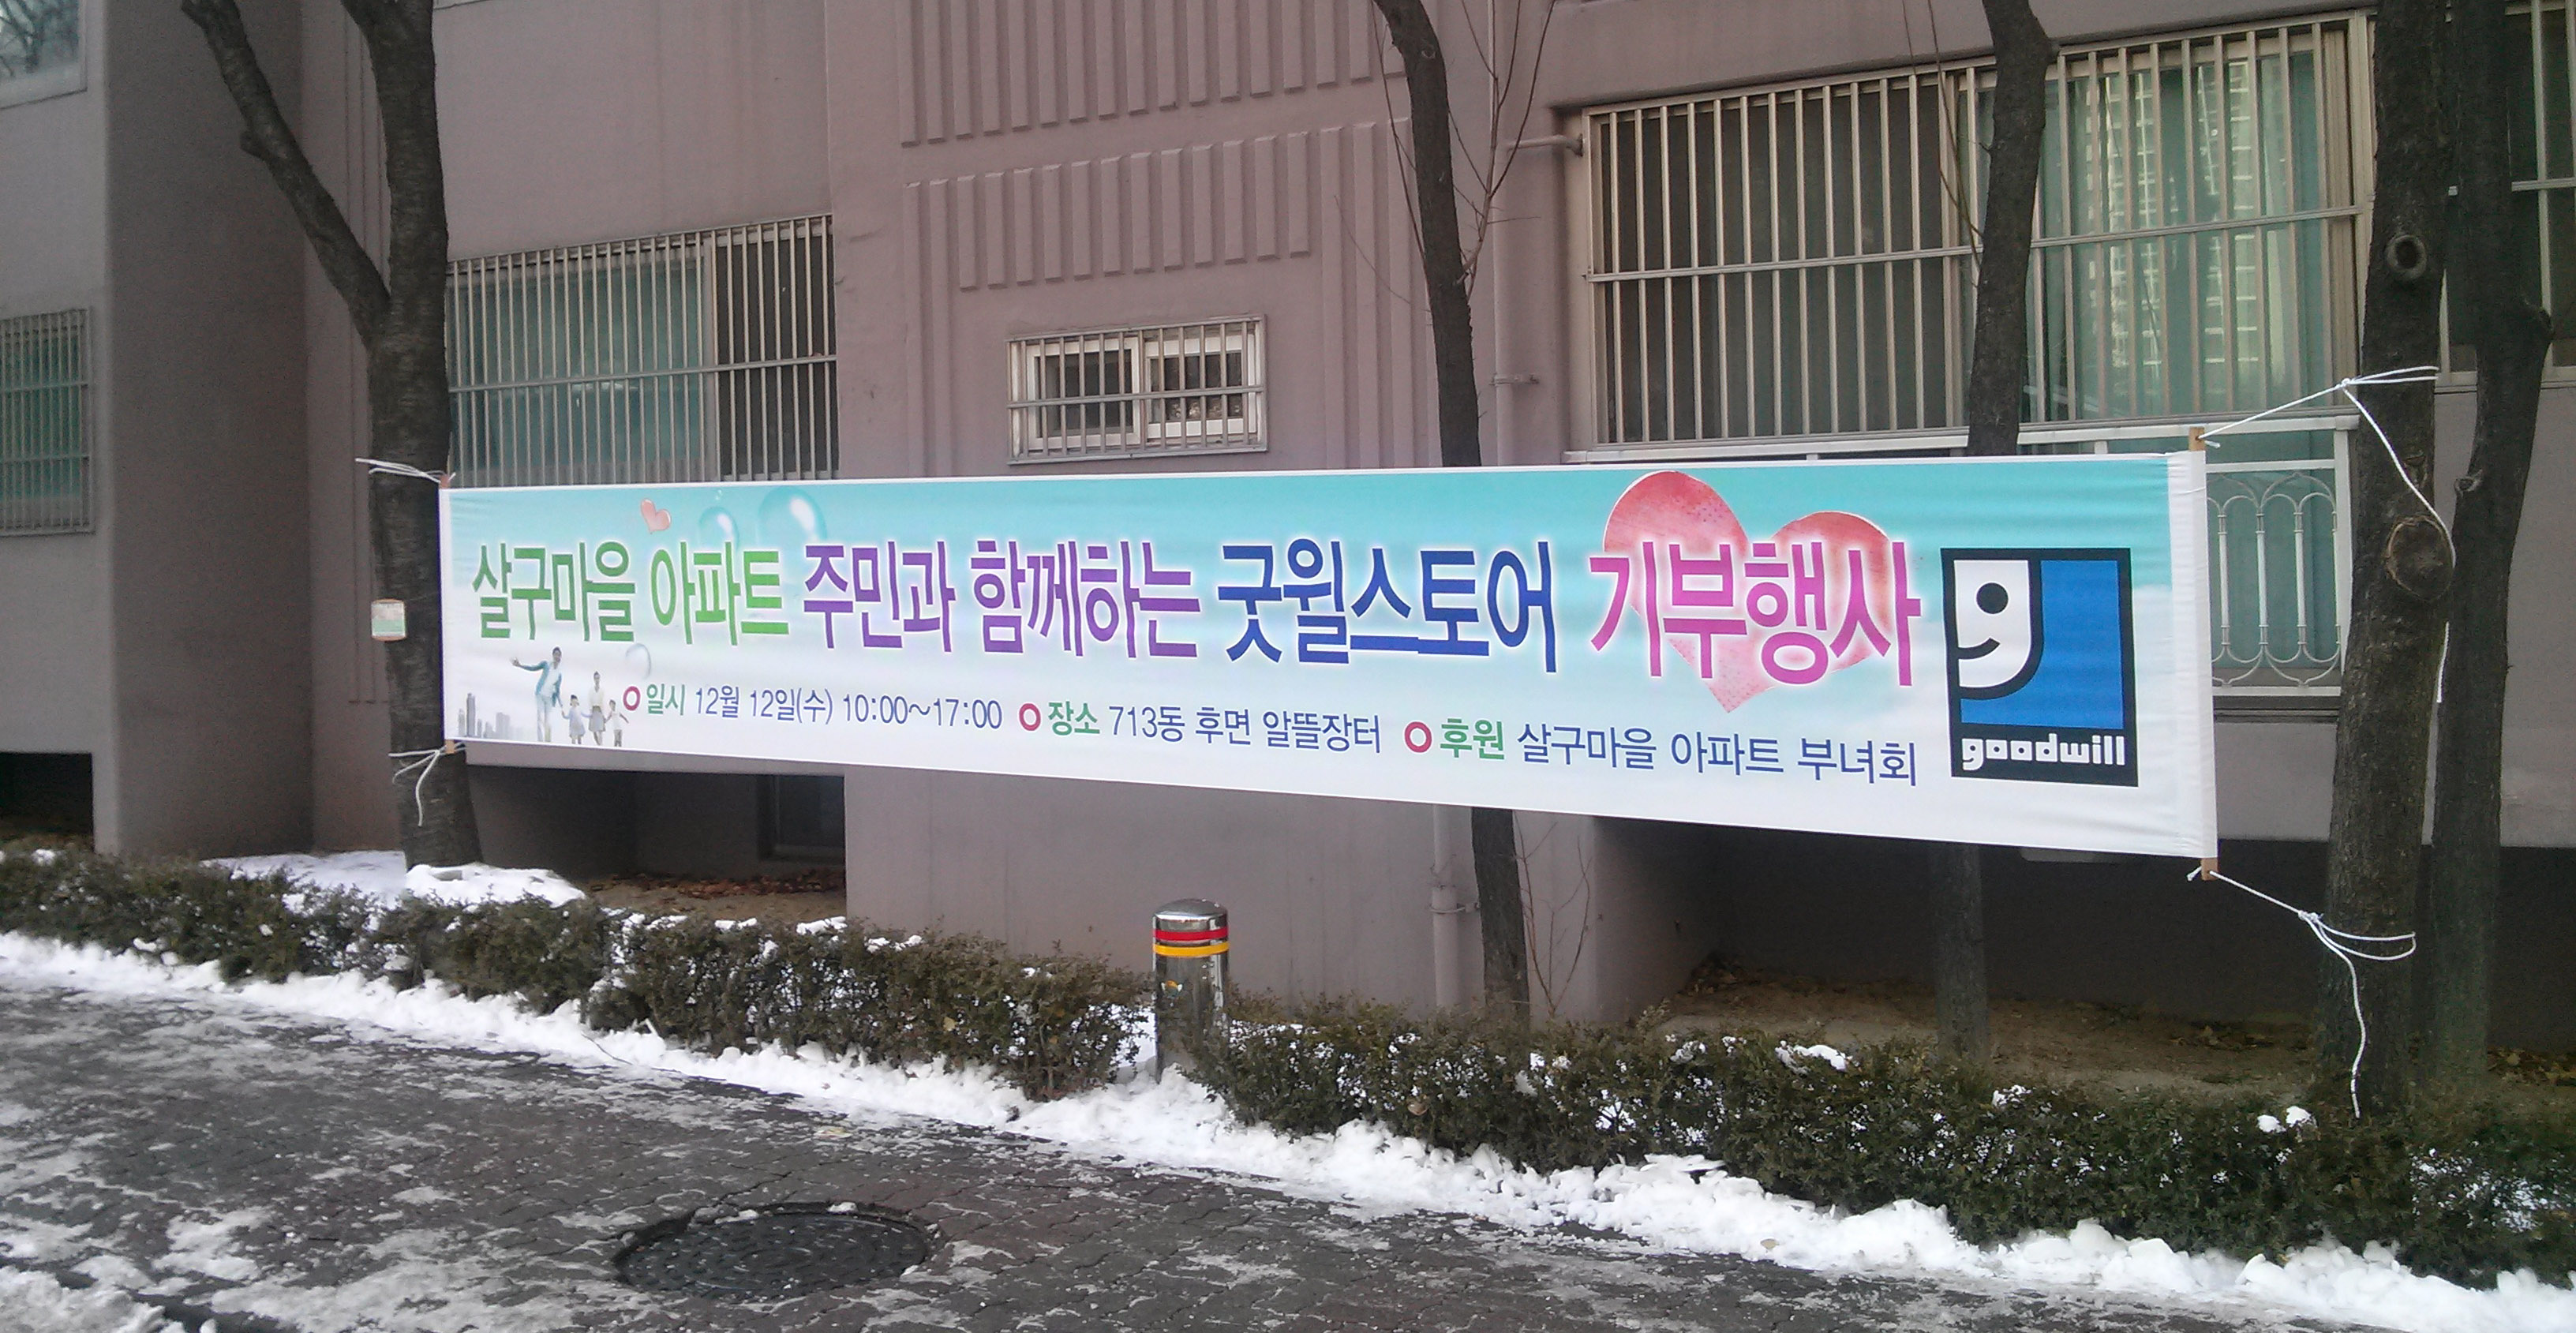 살구마을 아파트 주민과 함께하는 굿윌스토어 기부행사
일시 12월 12일(수) 10:00~17:00 장소 713동 후면 알뜰장터 후원 살구마을 아파트 부녀회
goodwill